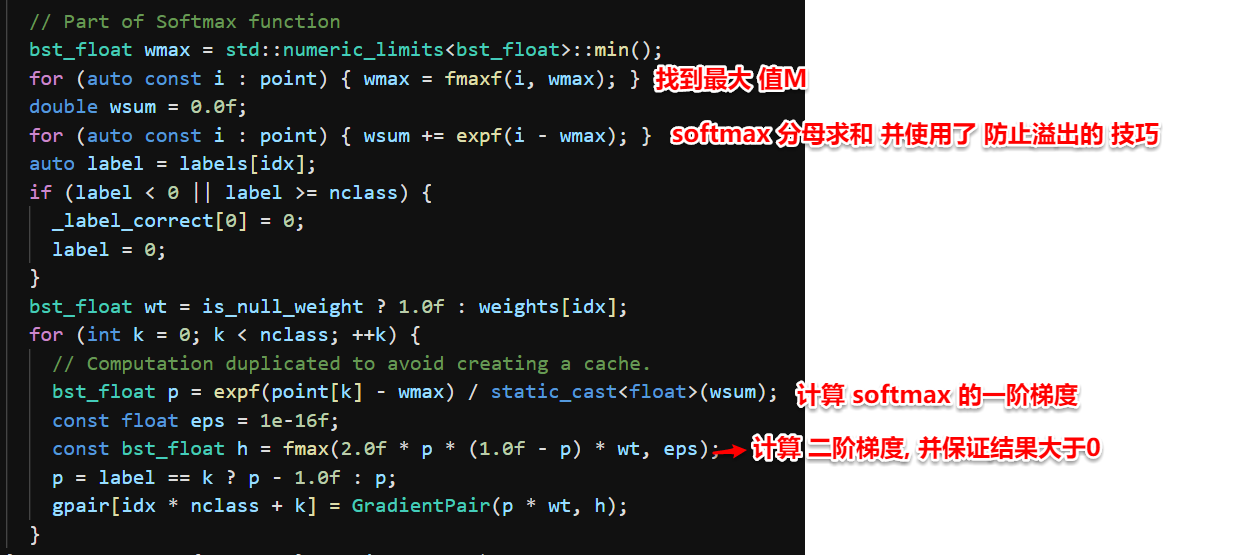 // Part of Softmax function
bst_float wmax = std::numeric_limits<bst_float>::min();
for (auto const i : point) { wmax = fmaxf(i, wmax); } 找到最大 值M
double wsum = 0.0f;
for (auto const i : point) { wsum += expf(i - wmax); } softmax 分母求和 并使用了 防止溢出的 技巧
auto label = labels[idx];
if (label < 0 || label >= nclass) {
_label_correct[0] = 0;
label = 0;
}
bst_float wt = is_null_weight ? 1.0f : weights[idx];
for (int k = 0; k < nclass; ++k) {
// Computation duplicated to avoid creating a cache.
bst_float p = expf(point[k] - wmax) / static_cast<float>(wsum); 计算 softmax 的一阶梯度
const float eps = 1e-16f;
const bst_float h = fmax(2.0f * p * (1.0f - p) * wt, eps); 计算 二阶梯度, 并保证结果大于0
p = label == k ? p - 1.0f : p;
gpair[idx * nclass + k] = GradientPair(p * wt, h);
}